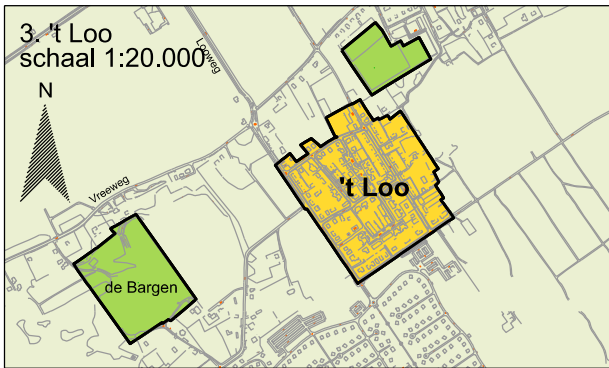 3. 't Loo
schaal 1:20.000
N
Looweg
Vreeweg
't Loo
de Bargen